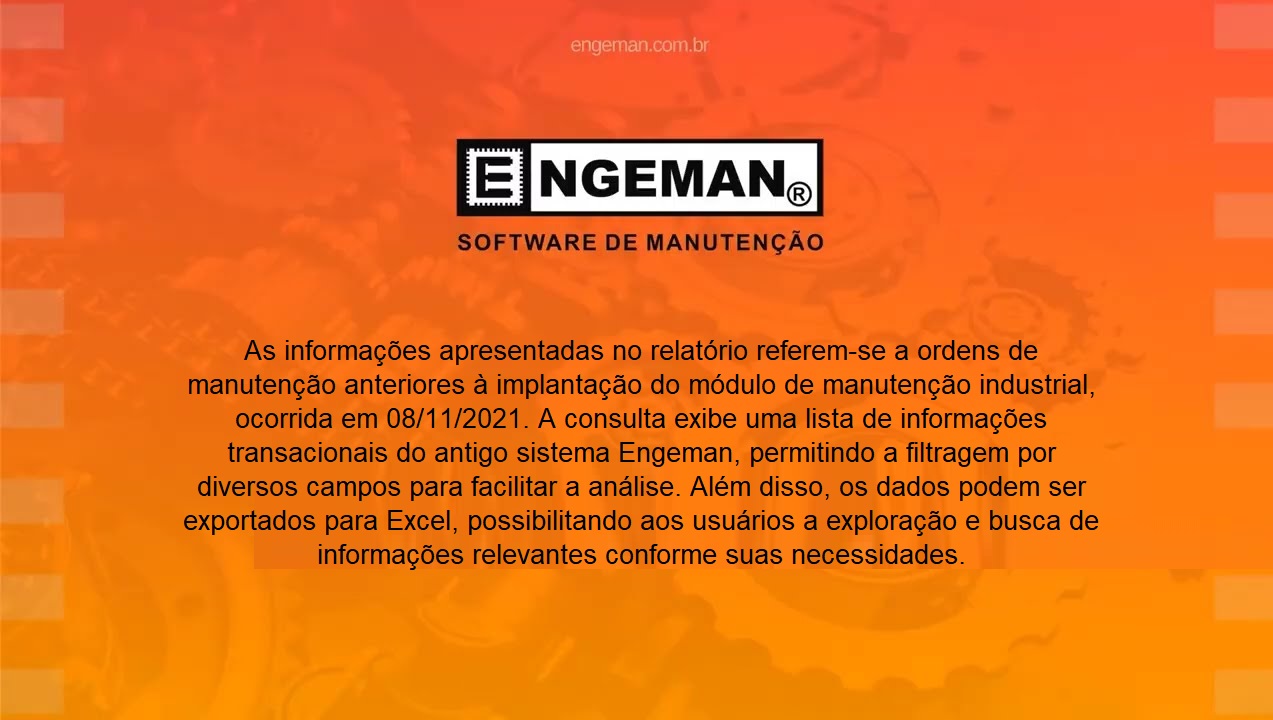 engeman.com.br
E NGEMAN®
SOFTWARE DE MANUTENÇÃO
As informações apresentadas no relatório referem-se a ordens de
manutenção anteriores à implantação do módulo de manutenção industrial,
ocorrida em 08/11/2021. A consulta exibe uma lista de informações
transacionais do antigo sistema Engeman, permitindo a filtragem por
diversos campos para facilitar a análise. Além disso, os dados podem ser
exportados para Excel, possibilitando aos usuários a exploração e busca de
informações relevantes conforme suas necessidades.